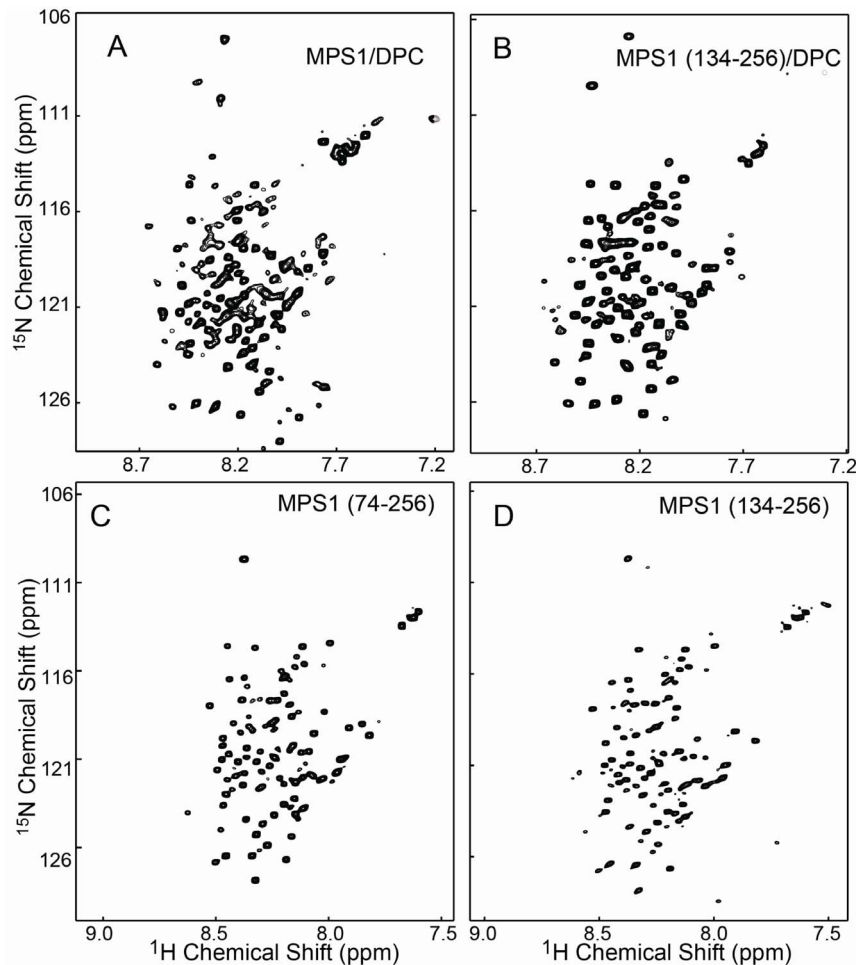 106
A
MPS1/DPC
B
MPS1 (134-256)/DPC
111
116
121
126
15N Chemical Shift (ppm)
8.7 8.2 7.7 7.2
8.7 8.2 7.7 7.2
106
C
MPS1 (74-256)
D
MPS1 (134-256)
111
116
121
126
15N Chemical Shift (ppm)
9.0 8.5 8.0 7.5
9.0 8.5 8.0 7.5
1H Chemical Shift (ppm)
1H Chemical Shift (ppm)